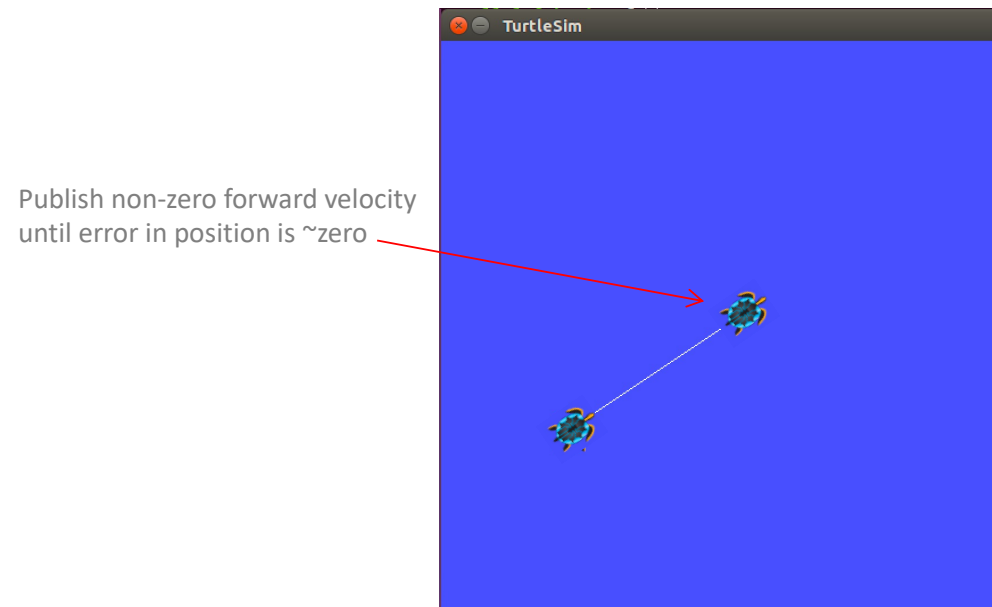 TurtleSim
Publish non-zero forward velocity
until error in position is ~zero